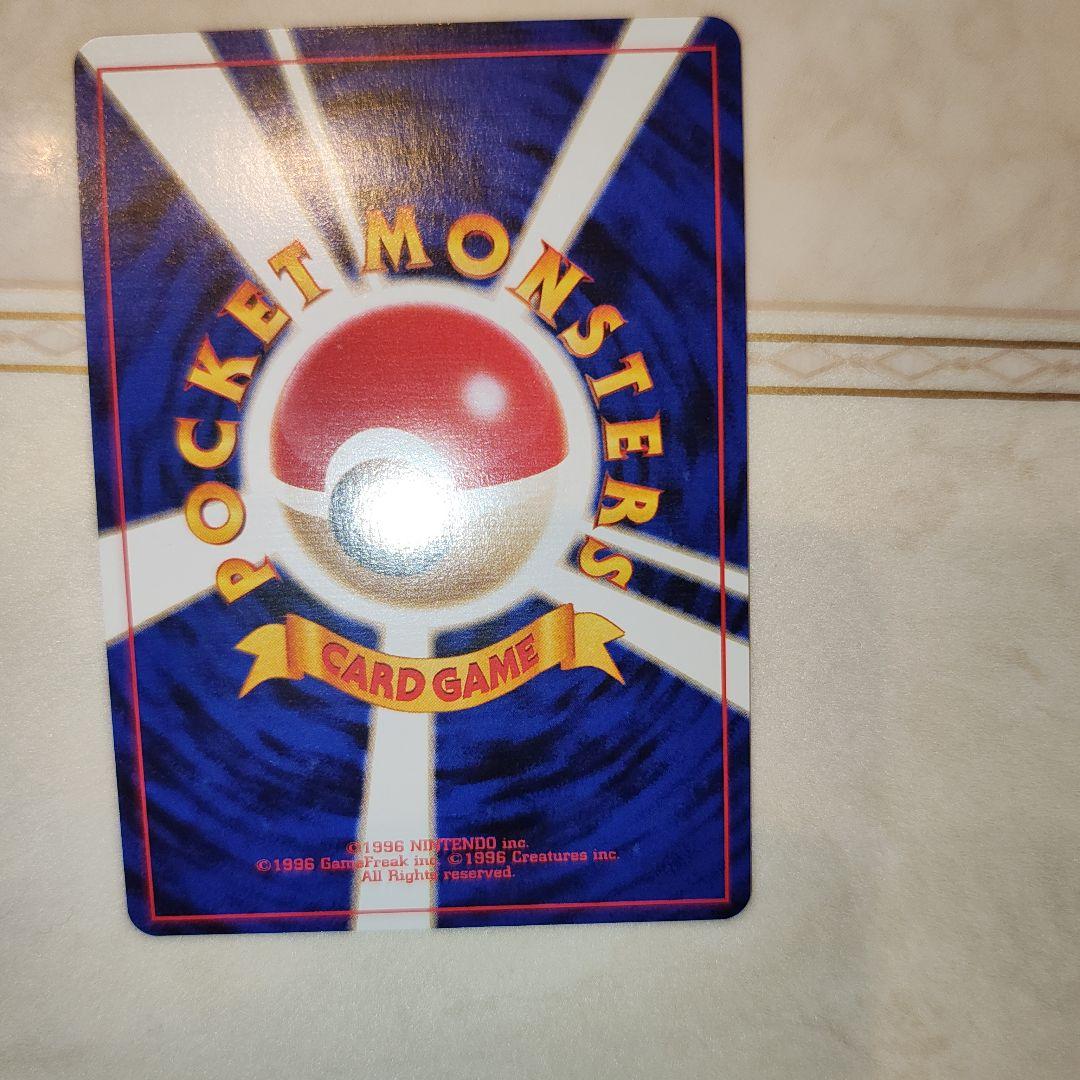 POCKET MONSTERS
CARD GAME
©1996 NINTENDO inc.
©1996 GameFreak inc. ©1996 Creatures inc.
All Rights reserved.